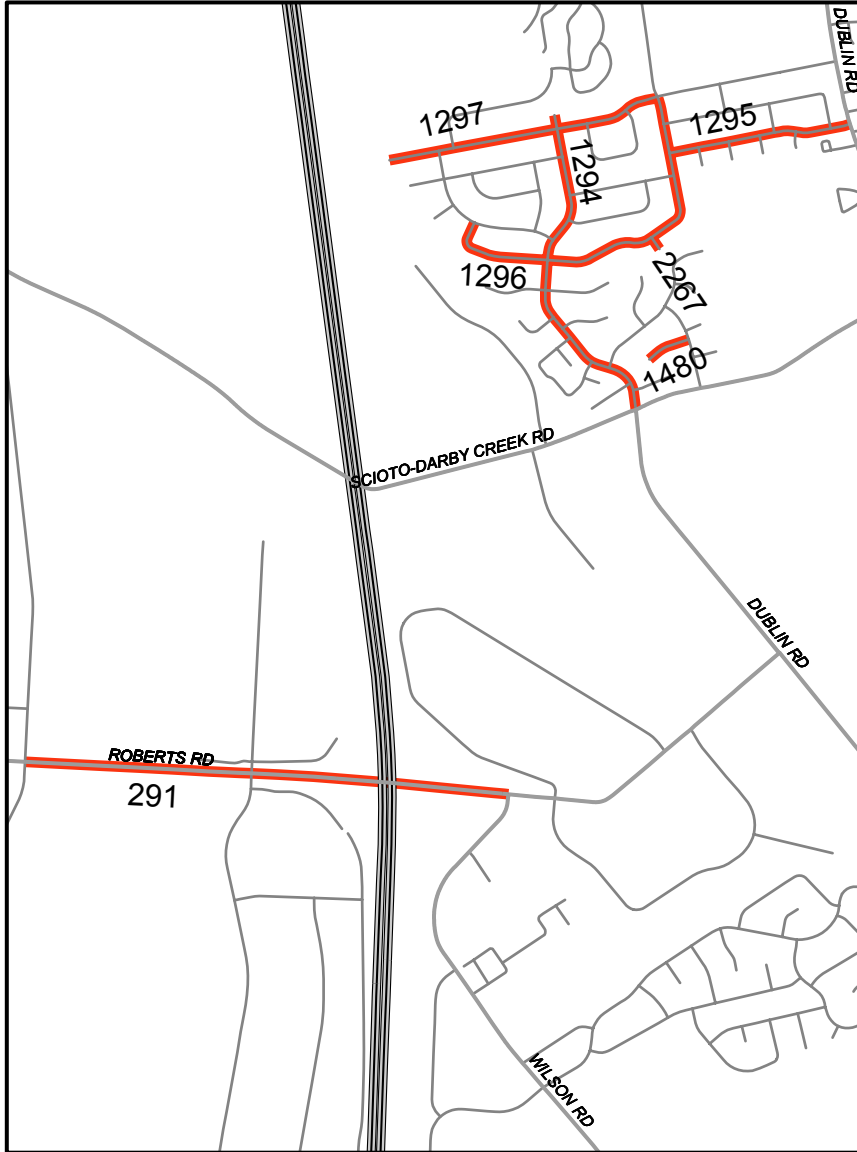 DUBLIN RD
1297
1295
1294
1296
2267
1480
SCIOTO-DARBY CREEK RD
DUBLIN RD
ROBERTS RD
291
WILSON RD